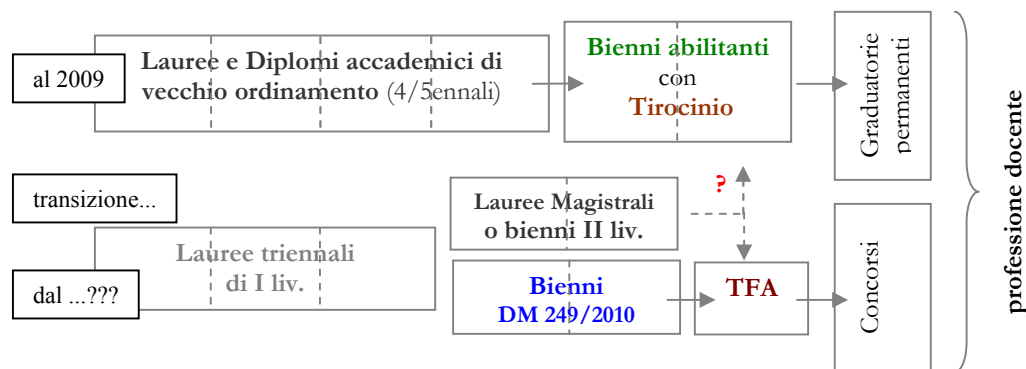 al 2009
Lauree e Diplomi accademici di
vecchio ordinamento (4/5ennali)
Bienni abilitanti
con
Tirocinio
Graduatorie
permanenti
transizione...
Lauree Magistrali
o bienni II liv.
?
Lauree triennali
di I liv.
dal ...???
Bienni
DM 249/2010
TFA
Concorsi
professione docente